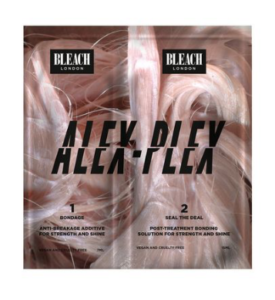 BLEACH
LONDON
BLEACH
LONDON
ALEX-PLEX
1
BONDAGE
ANTI-BREAKAGE ADDITIVE
FOR STRENGTH AND SHINE
2
SEAL THE DEAL
POST-TREATMENT BONDING
SOLUTION FOR STRENGTH AND SHINE
VEGAN AND CRUELTY FREE